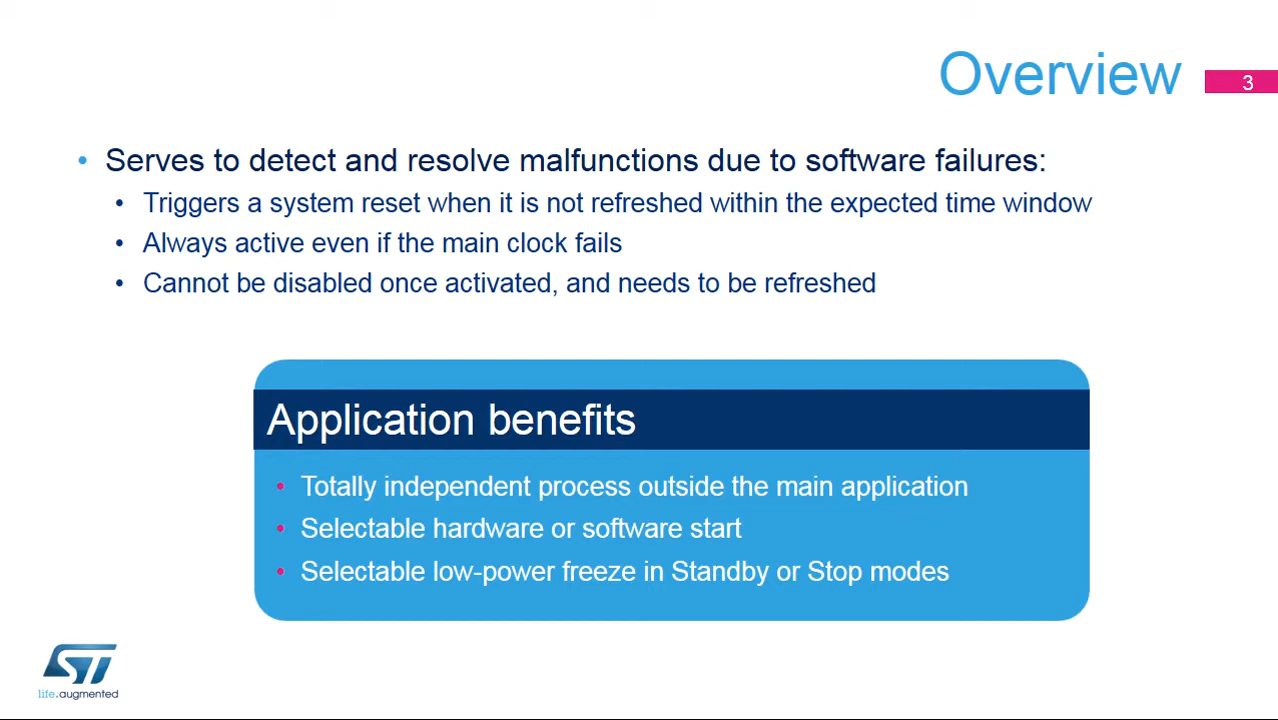 Overview
3
• Serves to detect and resolve malfunctions due to software failures:
• Triggers a system reset when it is not refreshed within the expected time window
• Always active even if the main clock fails
• Cannot be disabled once activated, and needs to be refreshed
Application benefits
• Totally independent process outside the main application
• Selectable hardware or software start
• Selectable low-power freeze in Standby or Stop modes
ST
life.augmented